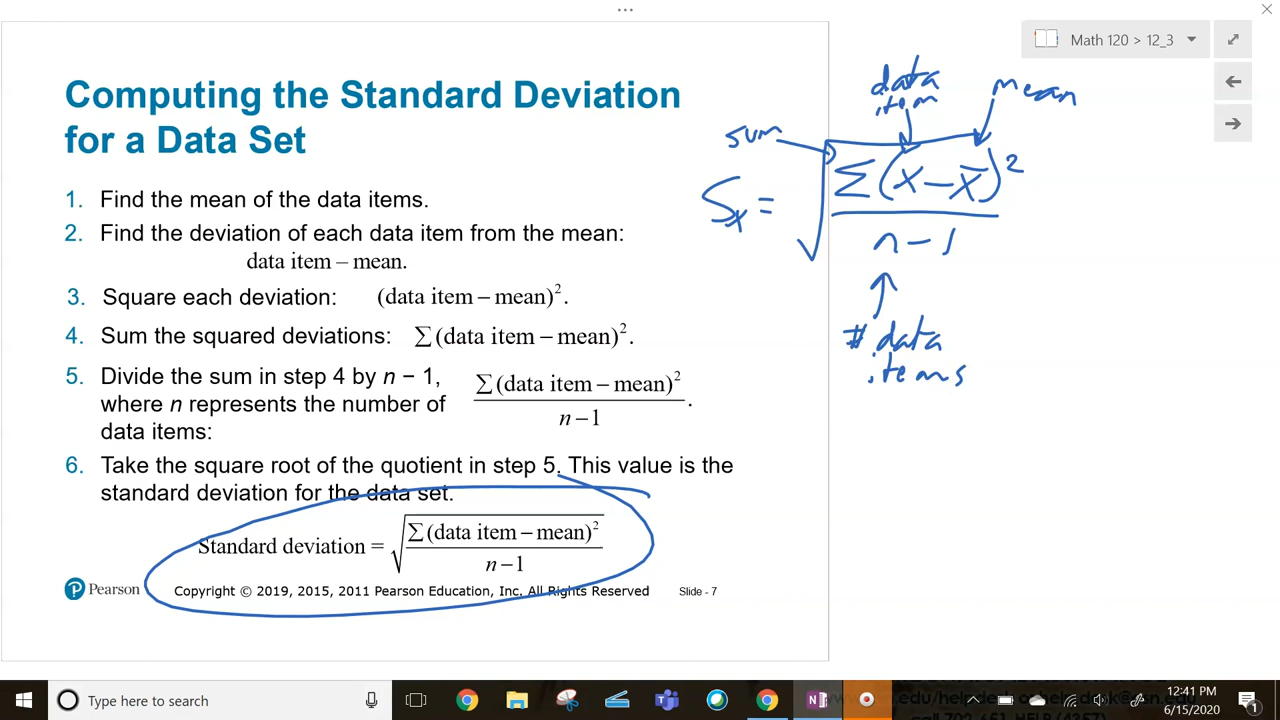 Math 120 > 12_3
Computing the Standard Deviation
for a Data Set
1. Find the mean of the data items.
2. Find the deviation of each data item from the mean:
data item – mean.
3. Square each deviation: (data item – mean)².
4. Sum the squared deviations: Σ(data item – mean)².
5. Divide the sum in step 4 by n − 1,
where n represents the number of
data items:
Σ(data item – mean)²
n – 1
.
6. Take the square root of the quotient in step 5. This value is the
standard deviation for the data set.
Standard deviation = √
Σ(data item – mean)²
n – 1
Pearson
Copyright © 2019, 2015, 2011 Pearson Education, Inc. All Rights Reserved
Slide - 7
data
item
mean
sum
Sx = √
Σ(x – x̄)²
n – 1
# data
items
Type here to search
12:41 PM
6/15/2020
1